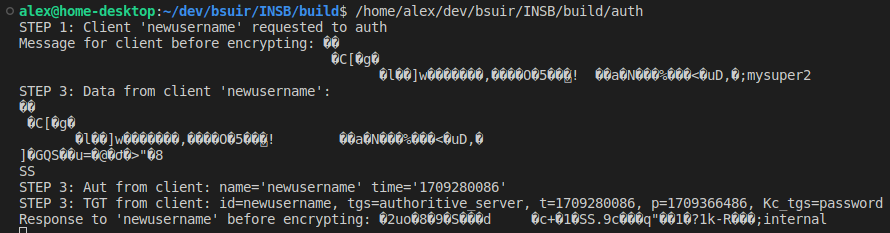 alex@home-desktop:~/dev/bsuir/INSB/build$ /home/alex/dev/bsuir/INSB/build/auth
STEP 1: Client 'newusername' requested to auth
Message for client before encrypting: ��
�C[�g�
�l��]w�������,����O�5����! ��a�N���%���<�uD,�;mysuper2
STEP 3: Data from client 'newusername':
��
�C[�g�
�l��]w�������,����O�5����! ��a�N���%���<�uD,�
]�GQS��u=�@�ժ�>"�8
SS
STEP 3: Aut from client: name='newusername' time='1709280086'
STEP 3: TGT from client: id=newusername, tgs=authoritive_server, t=1709280086, p=1709366486, Kc_tgs=password
Response to 'newusername' before encrypting: �2uo�8�9�S���d �c+�1�SS.9c���q"��1�?1k-R���;internal